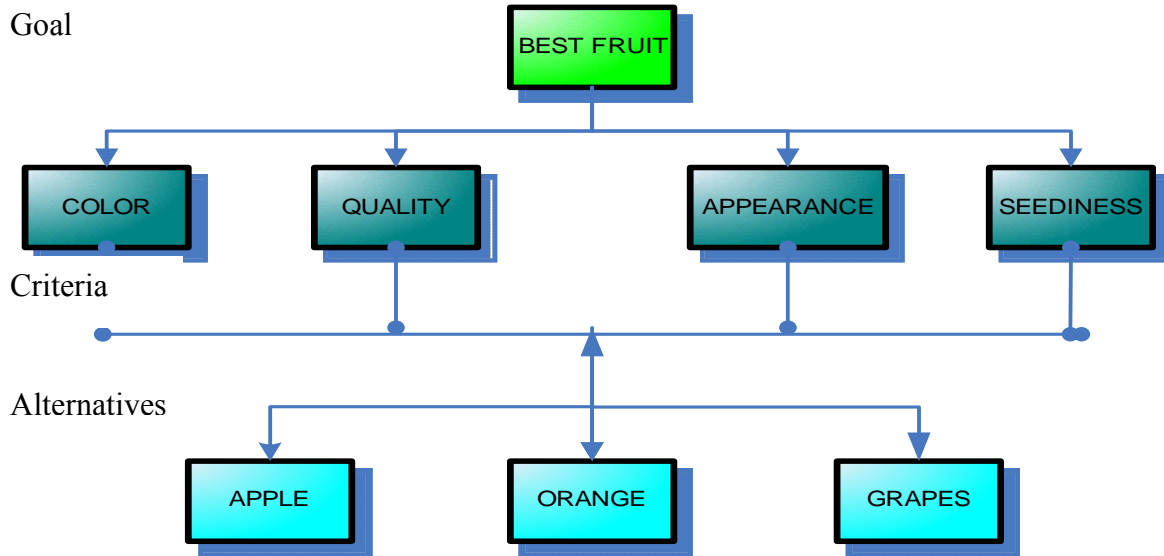 Goal
BEST FRUIT
COLOR
QUALITY
APPEARANCE
SEEDINESS
Criteria
Alternatives
APPLE
ORANGE
GRAPES